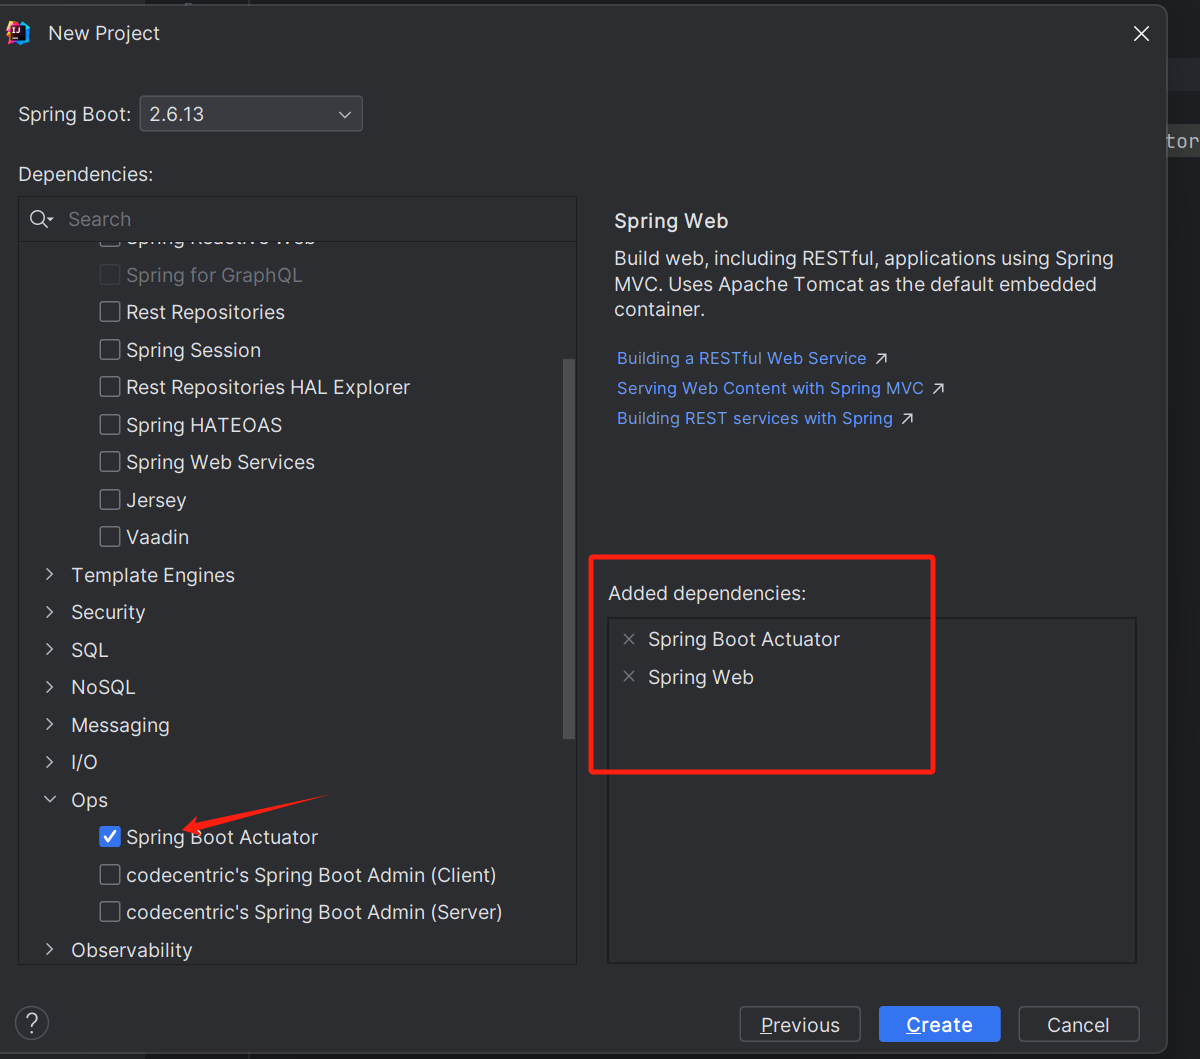 New Project
tor
Spring Boot: 2.6.13
Dependencies:
Search
Spring Reactive Web
Spring for GraphQL
Rest Repositories
Spring Session
Rest Repositories HAL Explorer
Spring HATEOAS
Spring Web Services
Jersey
Vaadin
Template Engines
Security
SQL
NoSQL
Messaging
I/O
Ops
Spring Boot Actuator
codecentric's Spring Boot Admin (Client)
codecentric's Spring Boot Admin (Server)
Observability
Spring Web
Build web, including RESTful, applications using Spring
MVC. Uses Apache Tomcat as the default embedded
container.
Building a RESTful Web Service
Serving Web Content with Spring MVC
Building REST services with Spring
Added dependencies:
Spring Boot Actuator
Spring Web
?
Previous
Create
Cancel